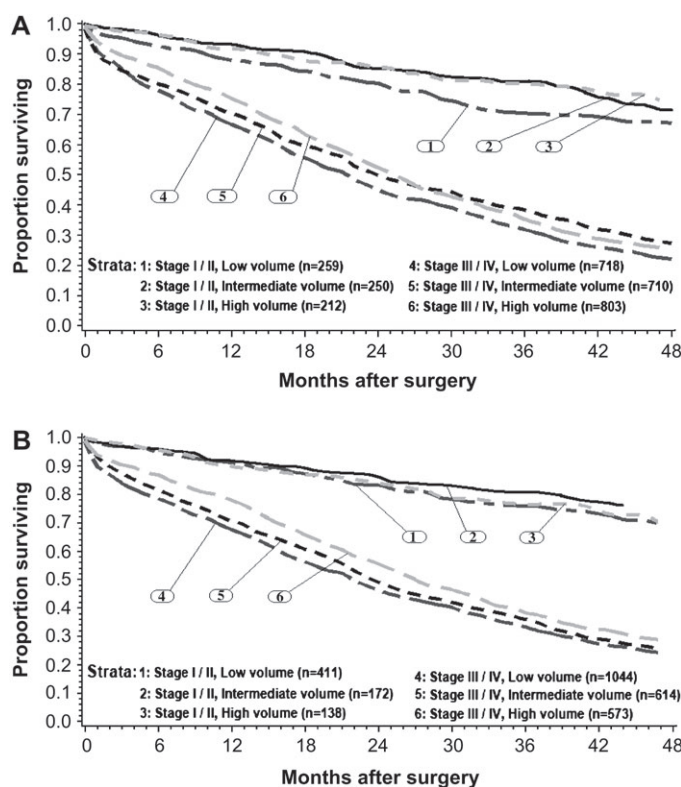 A
Proportion surviving
1.0
0.9
0.8
0.7
0.6
0.5
0.4
0.3
0.2
0.1
0.0
1
2
3
4
5
6
Strata: 1: Stage I / II, Low volume (n=259)
2: Stage I / II, Intermediate volume (n=250)
3: Stage I / II, High volume (n=212)
4: Stage III / IV, Low volume (n=718)
5: Stage III / IV, Intermediate volume (n=710)
6: Stage III / IV, High volume (n=803)
0 6 12 18 24 30 36 42 48
Months after surgery
B
Proportion surviving
1.0
0.9
0.8
0.7
0.6
0.5
0.4
0.3
0.2
0.1
0.0
1
2
3
4
5
6
Strata: 1: Stage I / II, Low volume (n=411)
2: Stage I / II, Intermediate volume (n=172)
3: Stage I / II, High volume (n=138)
4: Stage III / IV, Low volume (n=1044)
5: Stage III / IV, Intermediate volume (n=614)
6: Stage III / IV, High volume (n=573)
0 6 12 18 24 30 36 42 48
Months after surgery